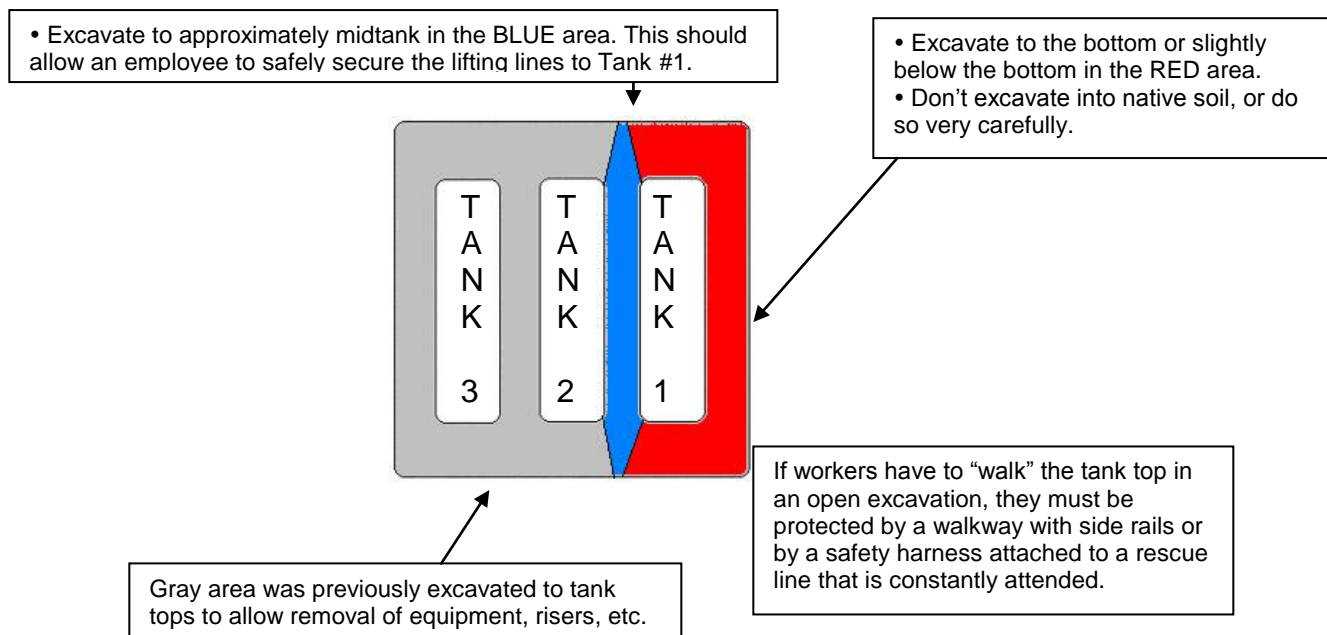 • Excavate to approximately midtank in the BLUE area. This should
allow an employee to safely secure the lifting lines to Tank #1.
• Excavate to the bottom or slightly
below the bottom in the RED area.
• Don’t excavate into native soil, or do
so very carefully.
T
A
N
K
3
T
A
N
K
2
T
A
N
K
1
If workers have to “walk” the tank top in
an open excavation, they must be
protected by a walkway with side rails or
by a safety harness attached to a rescue
line that is constantly attended.
Gray area was previously excavated to tank
tops to allow removal of equipment, risers, etc.